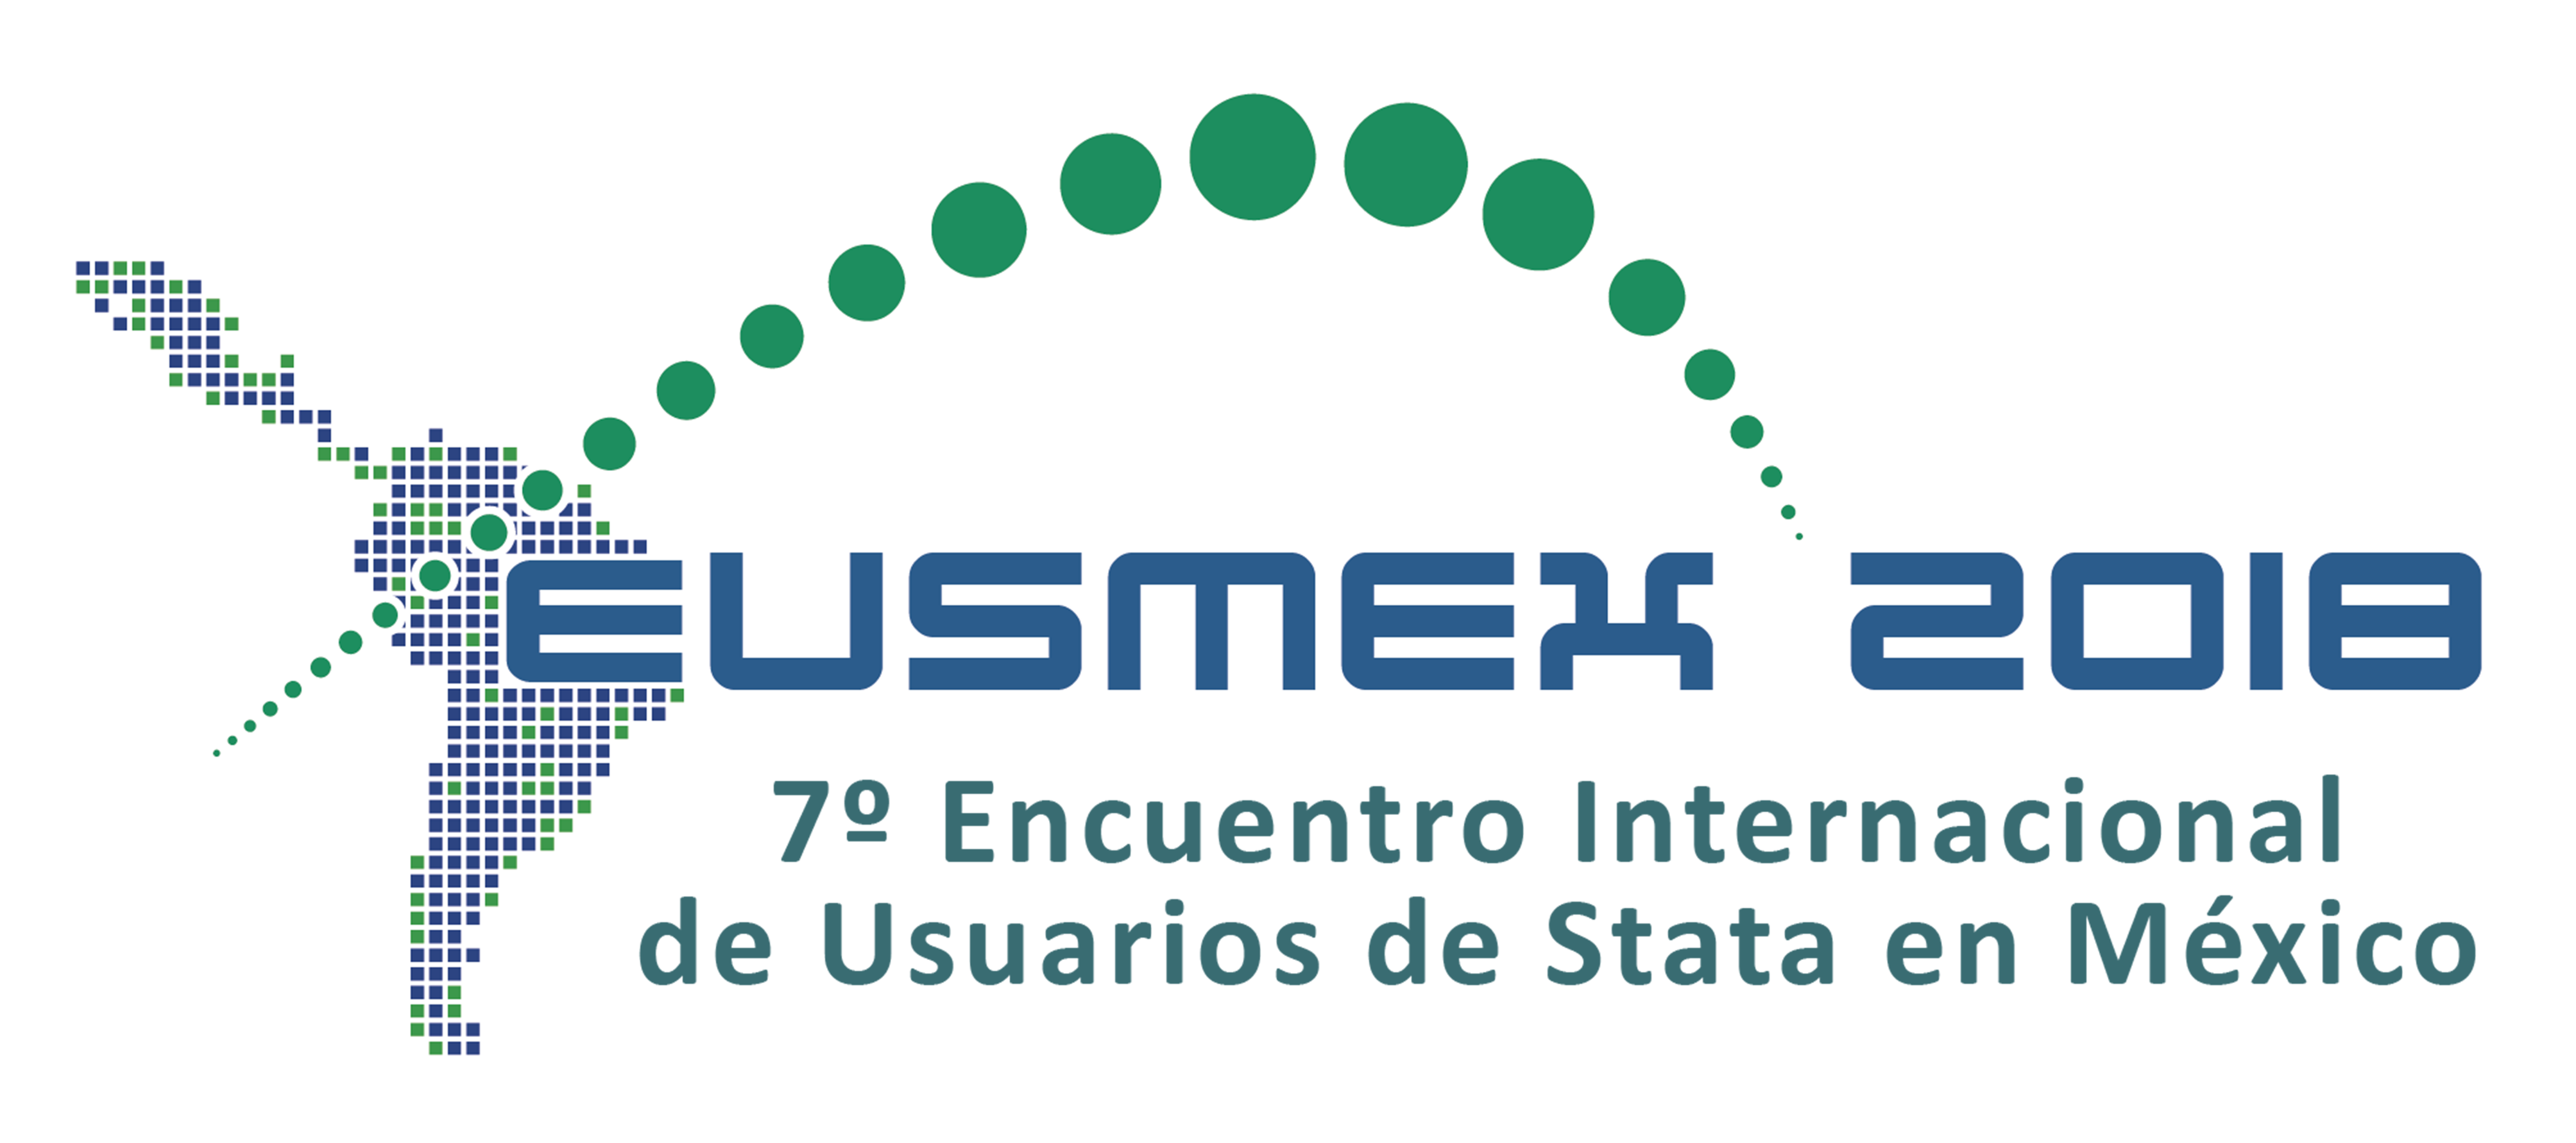 EUSMEX 2018
7º Encuentro Internacional
de Usuarios de Stata en México